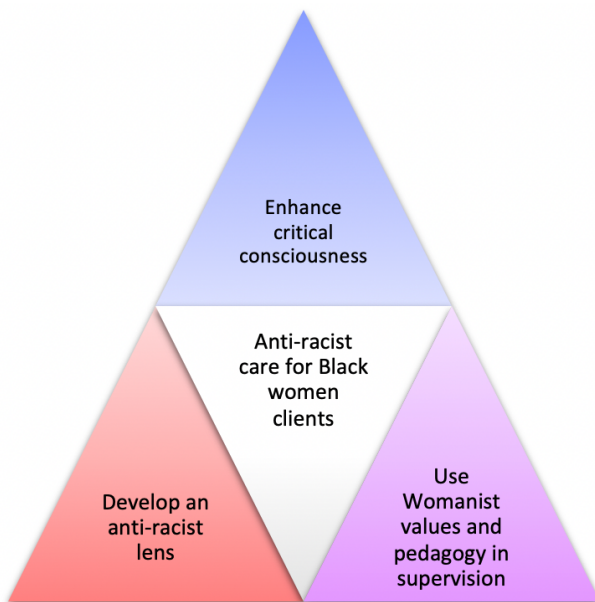 Enhance
critical
consciousness
Anti-racist
care for Black
women
clients
Develop an
anti-racist
lens
Use
Womanist
values and
pedagogy in
supervision